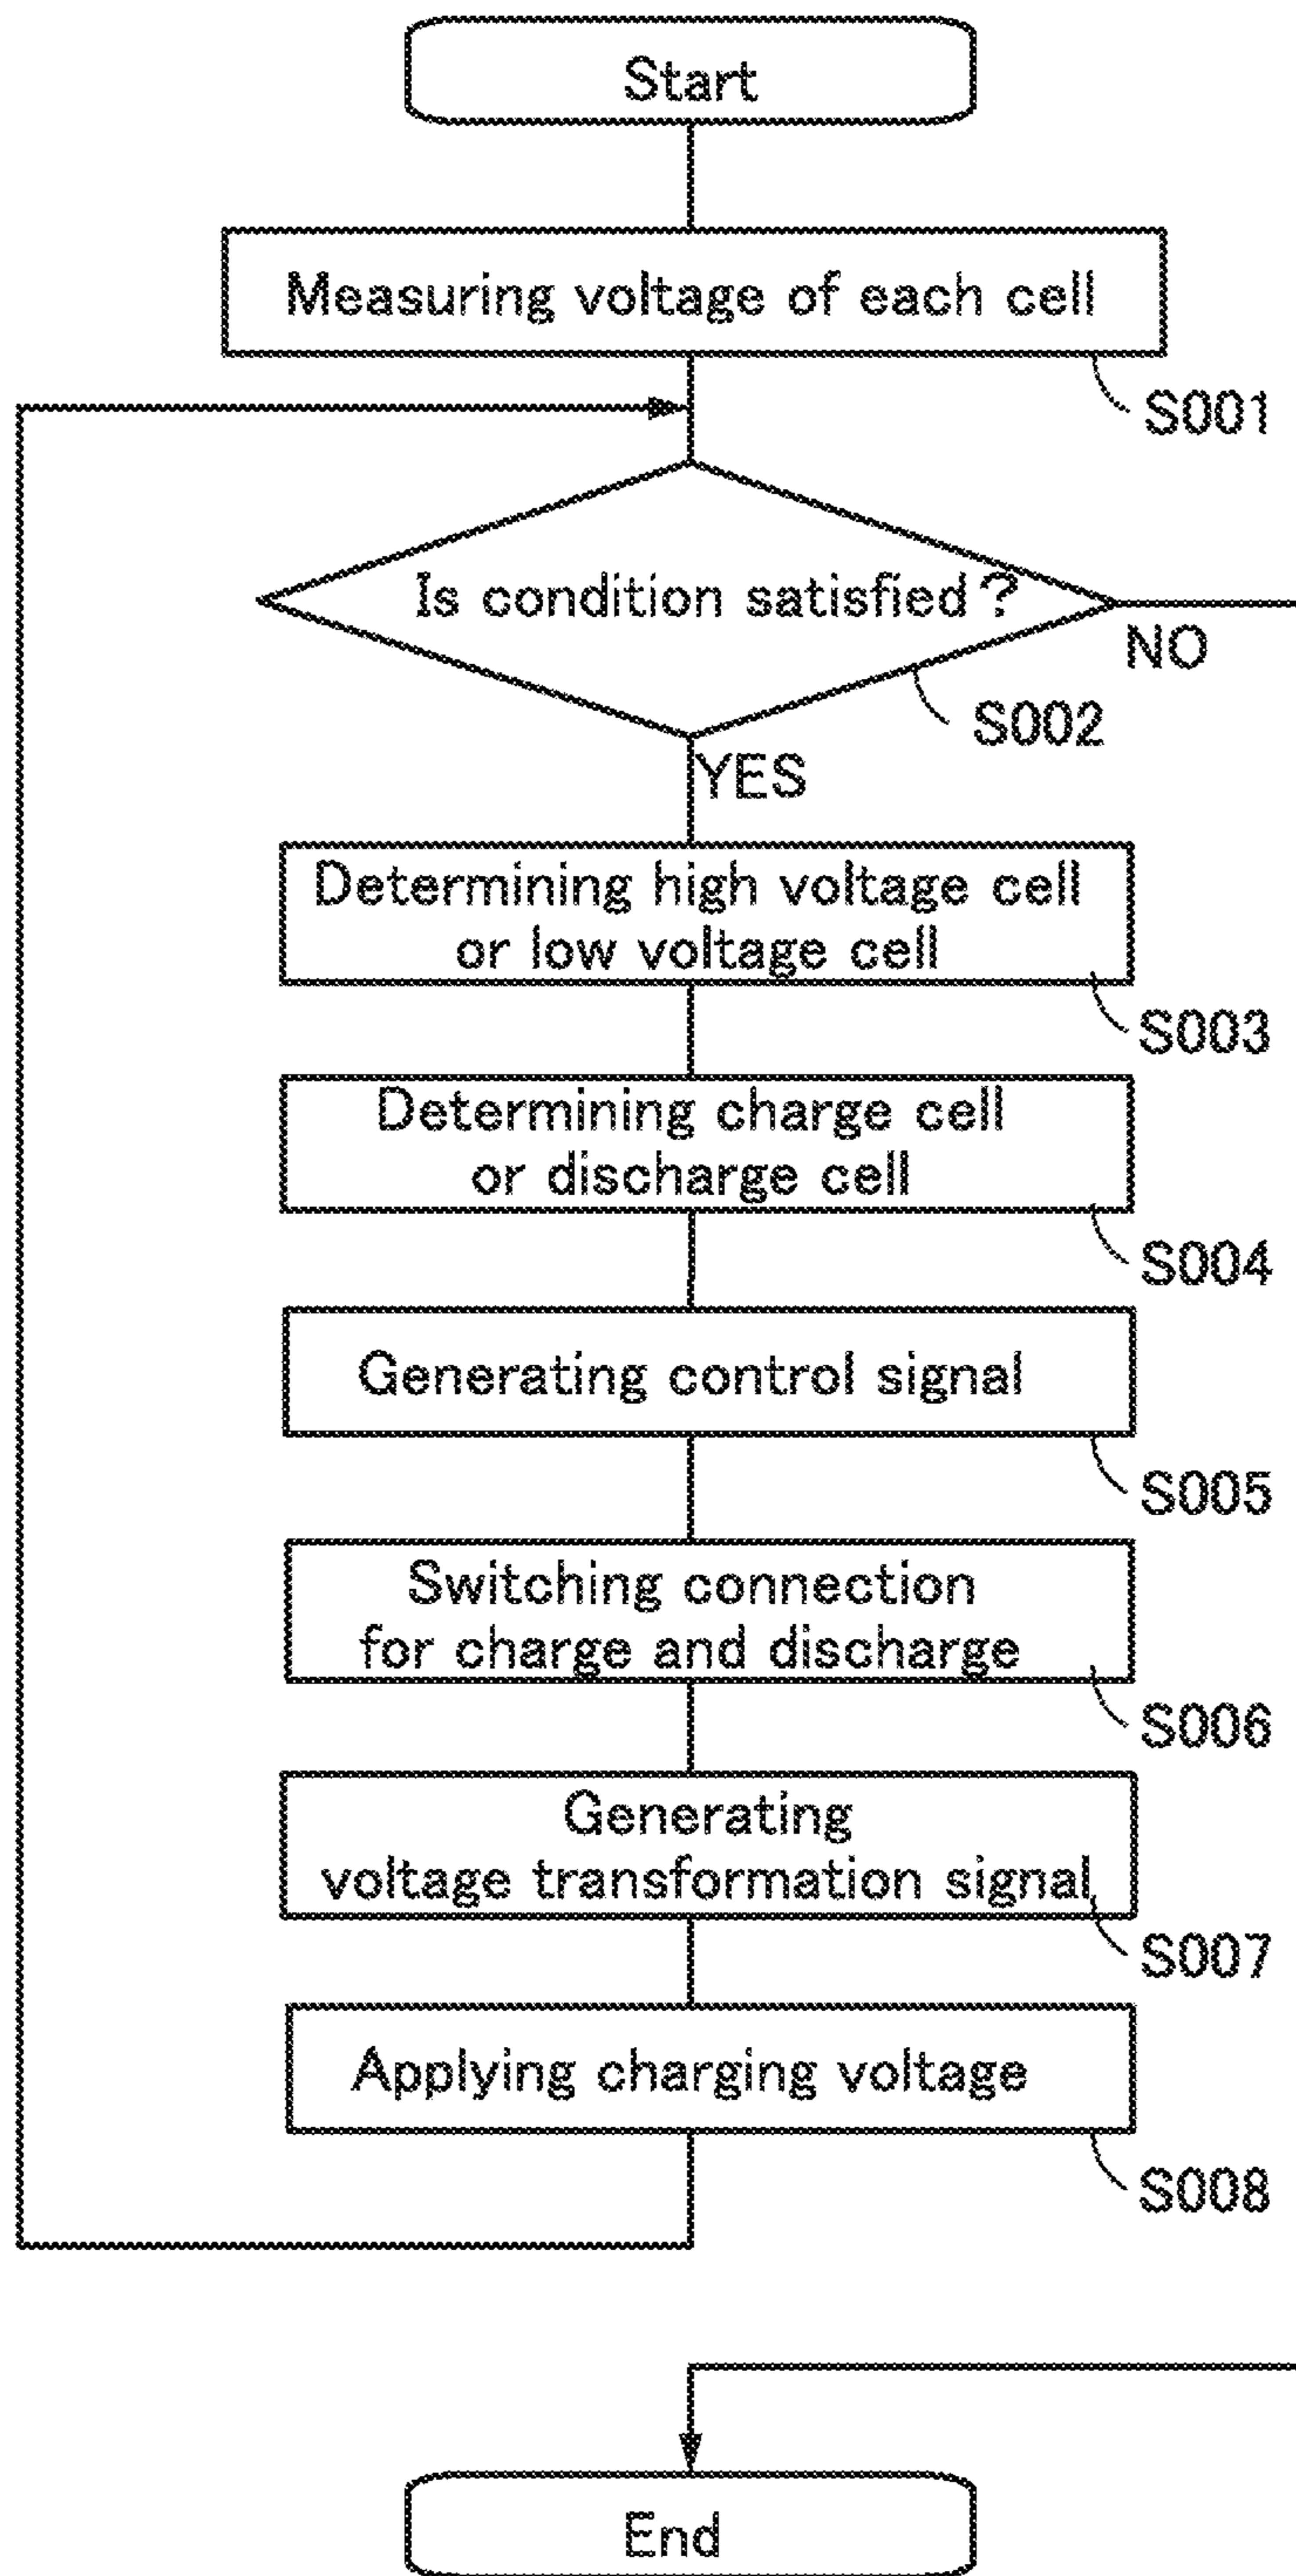 Start
Measuring voltage of each cell
S001
Is condition satisfied?
NO
S002
YES
Determining high voltage cell
or low voltage cell
S003
Determining charge cell
or discharge cell
S004
Generating control signal
S005
Switching connection
for charge and discharge
S006
Generating
voltage transformation signal
S007
Applying charging voltage
S008
End